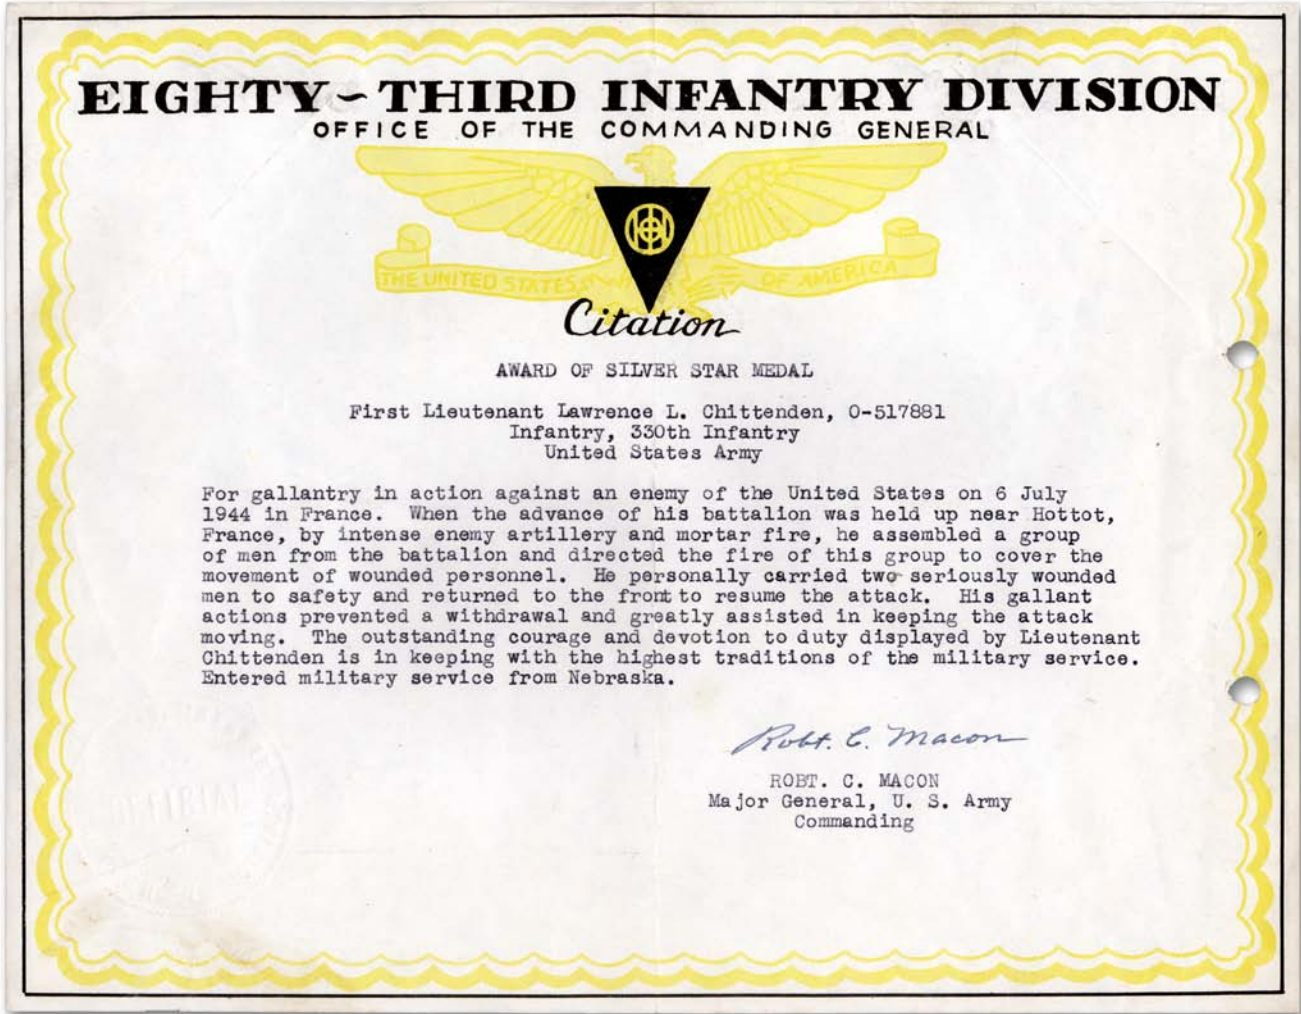 EIGHTY-THIRD INFANTRY DIVISION
OFFICE OF THE COMMANDING GENERAL
THE UNITED STATES OF AMERICA
Citation
AWARD OF SILVER STAR MEDAL
First Lieutenant Lawrence L. Chittenden, O-517881
Infantry, 330th Infantry
United States Army
For gallantry in action against an enemy of the United States on 6 July
1944 in France. When the advance of his battalion was held up near Hottot,
France, by intense enemy artillery and mortar fire, he assembled a group
of men from the battalion and directed the fire of this group to cover the
movement of wounded personnel. He personally carried two seriously wounded
men to safety and returned to the front to resume the attack. His gallant
actions prevented a withdrawal and greatly assisted in keeping the attack
moving. The outstanding courage and devotion to duty displayed by Lieutenant
Chittenden is in keeping with the highest traditions of the military service.
Entered military service from Nebraska.
Robt. C. Macon
ROBT. C. MACON
Major General, U. S. Army
Commanding
OFFICIAL